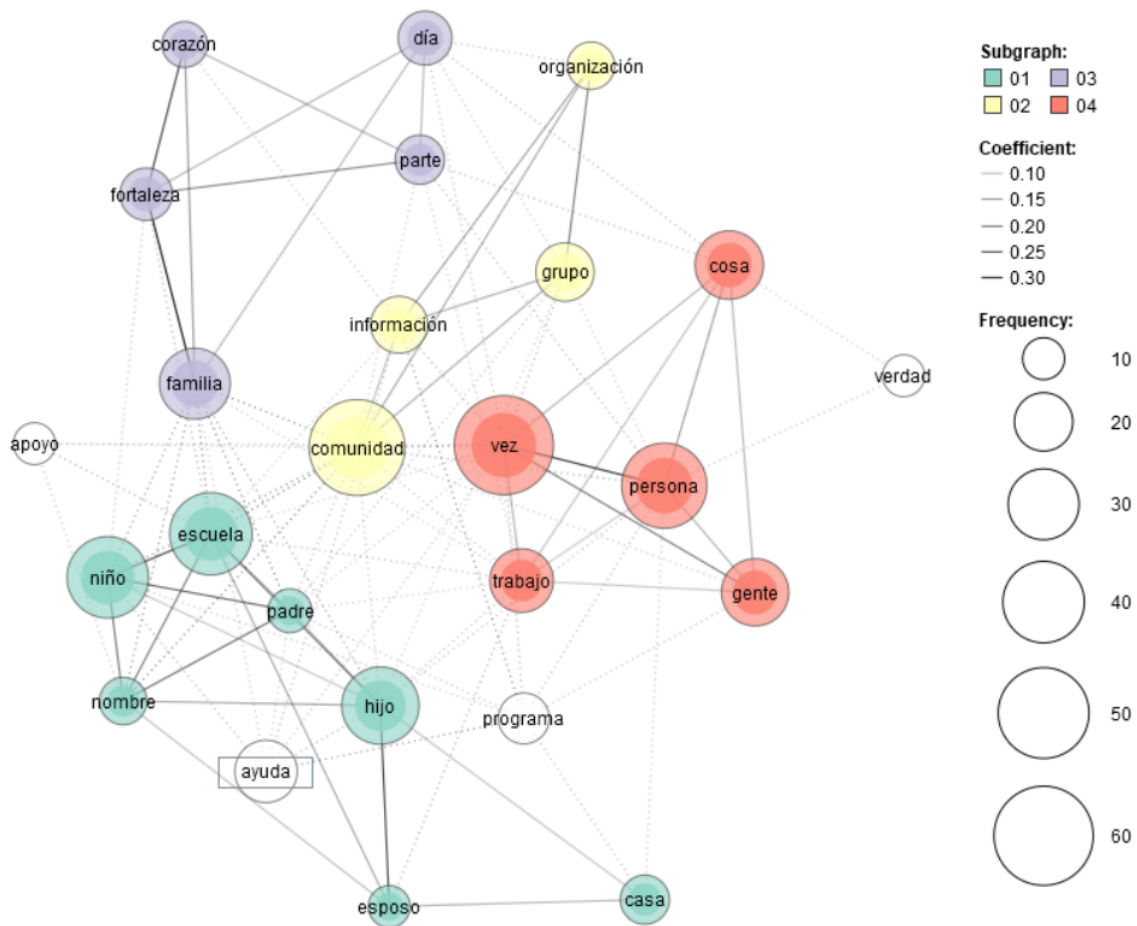 corazón
día
organización
parte
fortaleza
grupo
cosa
información
familia
verdad
apoyo
comunidad
vez
persona
escuela
niño
trabajo
gente
padre
nombre
hijo
programa
ayuda
esposo
casa
Subgraph:
01 03
02 04
Coefficient:
0.10
0.15
0.20
0.25
0.30
Frequency:
10
20
30
40
50
60